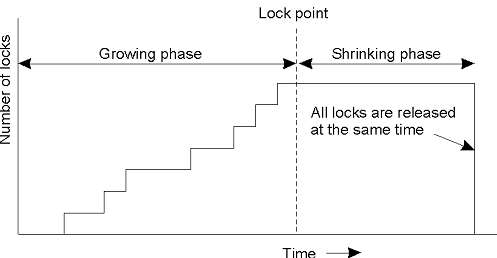 Lock point
Growing phase
Shrinking phase
Number of locks
All locks are released
at the same time
Time